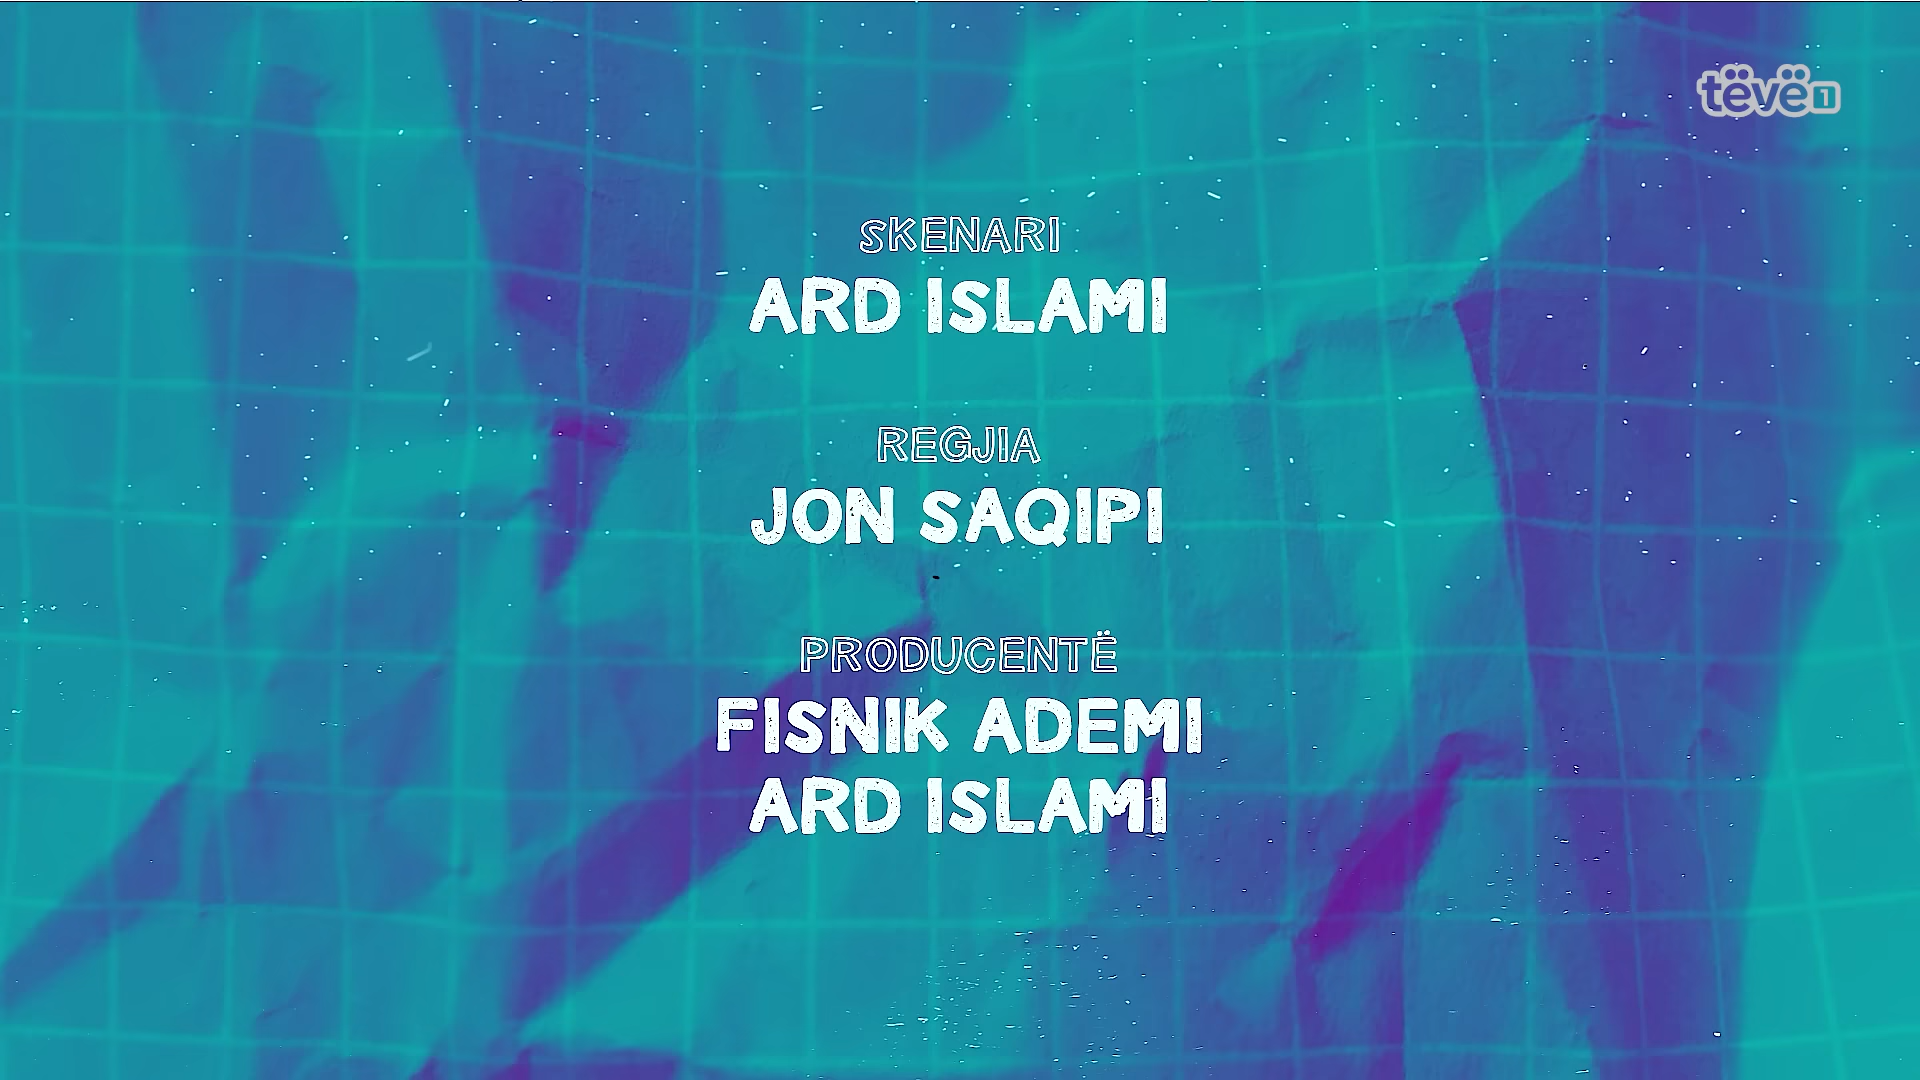 tëvë1
SKENARI
ARD ISLAMI
REGJIA
JON SAQIPI
PRODUCENTË
FISNIK ADEMI
ARD ISLAMI